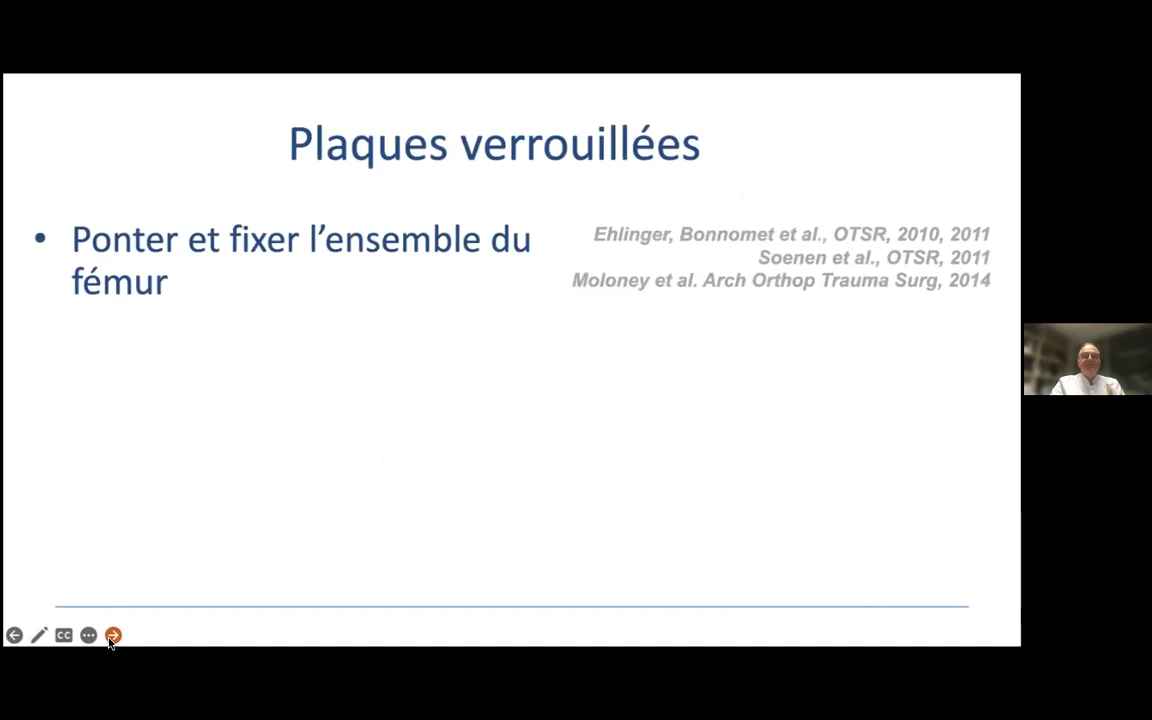 Plaques verrouillées
• Ponter et fixer l’ensemble du
fémur
Ehlinger, Bonnomet et al., OTSR, 2010, 2011
Soenen et al., OTSR, 2011
Moloney et al. Arch Orthop Trauma Surg, 2014
CC